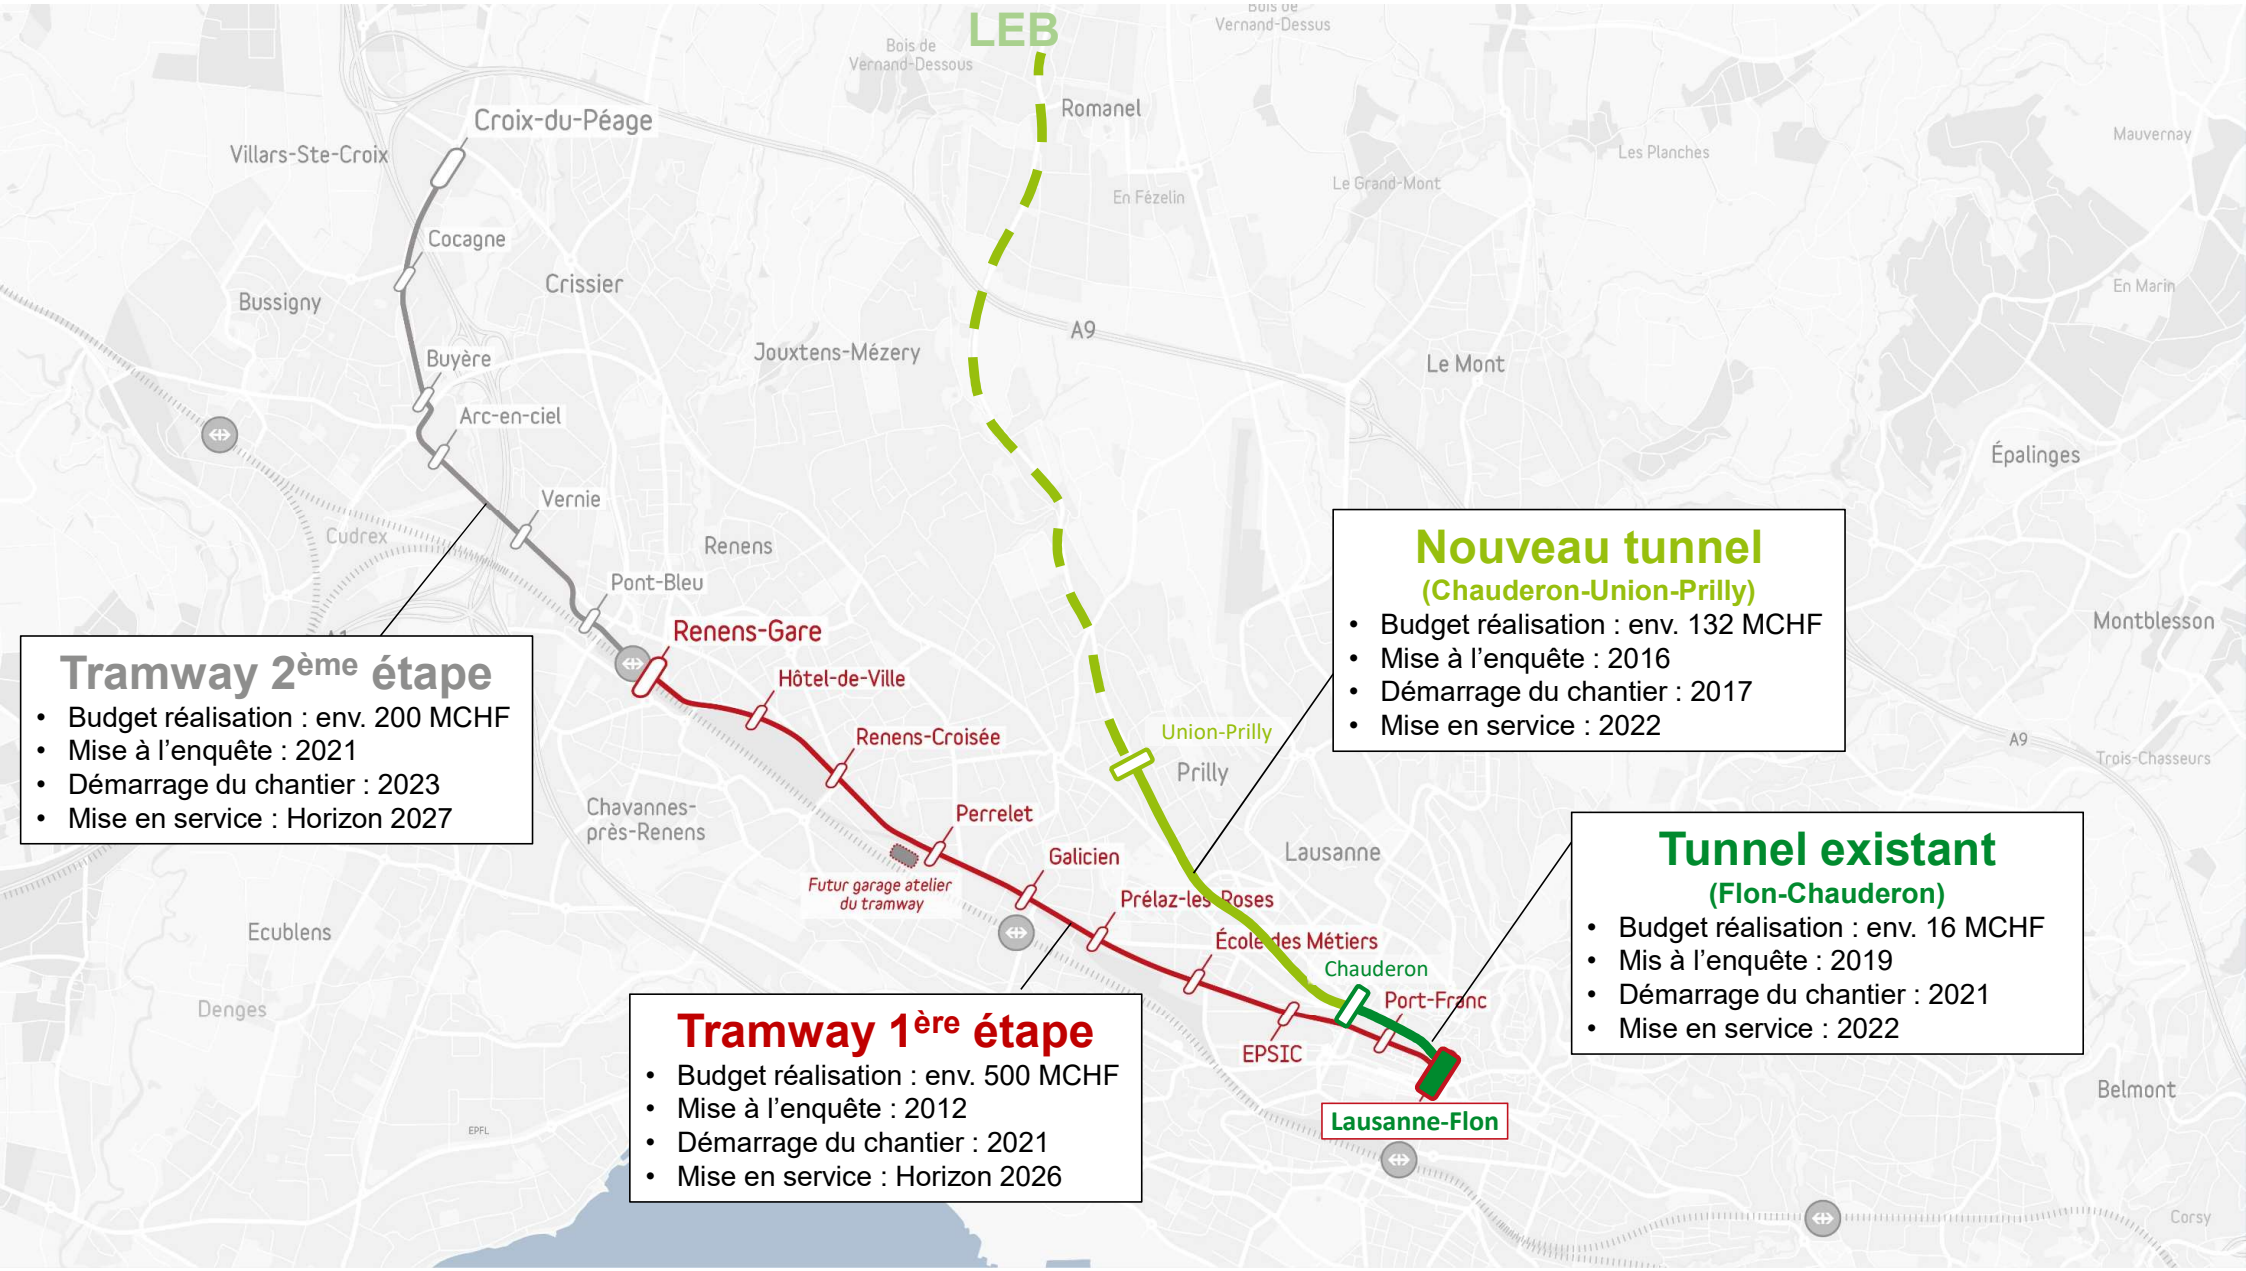 LEB
Bois de
Vernand-Dessous
Bois de
Vernand-Dessus
Romanel
Croix-du-Péage
Villars-Ste-Croix
Mauvernay
Les Planches
Le Grand-Mont
En Fézelin
Cocagne
Crissier
Bussigny
En Marin
A9
Jouxtens-Mézery
Buyère
Le Mont
Arc-en-ciel
Épalinges
Vernie
Cudrex
Renens
Pont-Bleu
Nouveau tunnel
(Chauderon-Union-Prilly)
• Budget réalisation : env. 132 MCHF
• Mise à l’enquête : 2016
• Démarrage du chantier : 2017
• Mise en service : 2022
Montblesson
Renens-Gare
Tramway 2ème étape
• Budget réalisation : env. 200 MCHF
• Mise à l’enquête : 2021
• Démarrage du chantier : 2023
• Mise en service : Horizon 2027
Hôtel-de-Ville
Renens-Croisée
Union-Prilly
Prilly
A9
Trois-Chasseurs
Chavannes-
près-Renens
Perrelet
Galicien
Lausanne
Futur garage atelier
du tramway
Prélaz-les-Roses
Tunnel existant
(Flon-Chauderon)
• Budget réalisation : env. 16 MCHF
• Mis à l’enquête : 2019
• Démarrage du chantier : 2021
• Mise en service : 2022
Ecublens
École des Métiers
Chauderon
Port-Franc
Denges
EPSIC
Tramway 1ère étape
• Budget réalisation : env. 500 MCHF
• Mise à l’enquête : 2012
• Démarrage du chantier : 2021
• Mise en service : Horizon 2026
Belmont
Lausanne-Flon
EPFL
Corsy